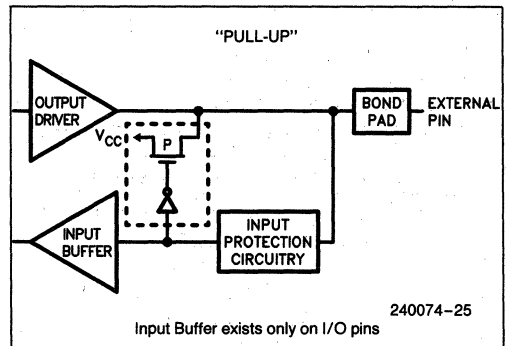 "PULL-UP"
OUTPUT
DRIVER
BOND
PAD
EXTERNAL
PIN
VCC
P
INPUT
BUFFER
INPUT
PROTECTION
CIRCUITRY
240074-25
Input Buffer exists only on I/O pins